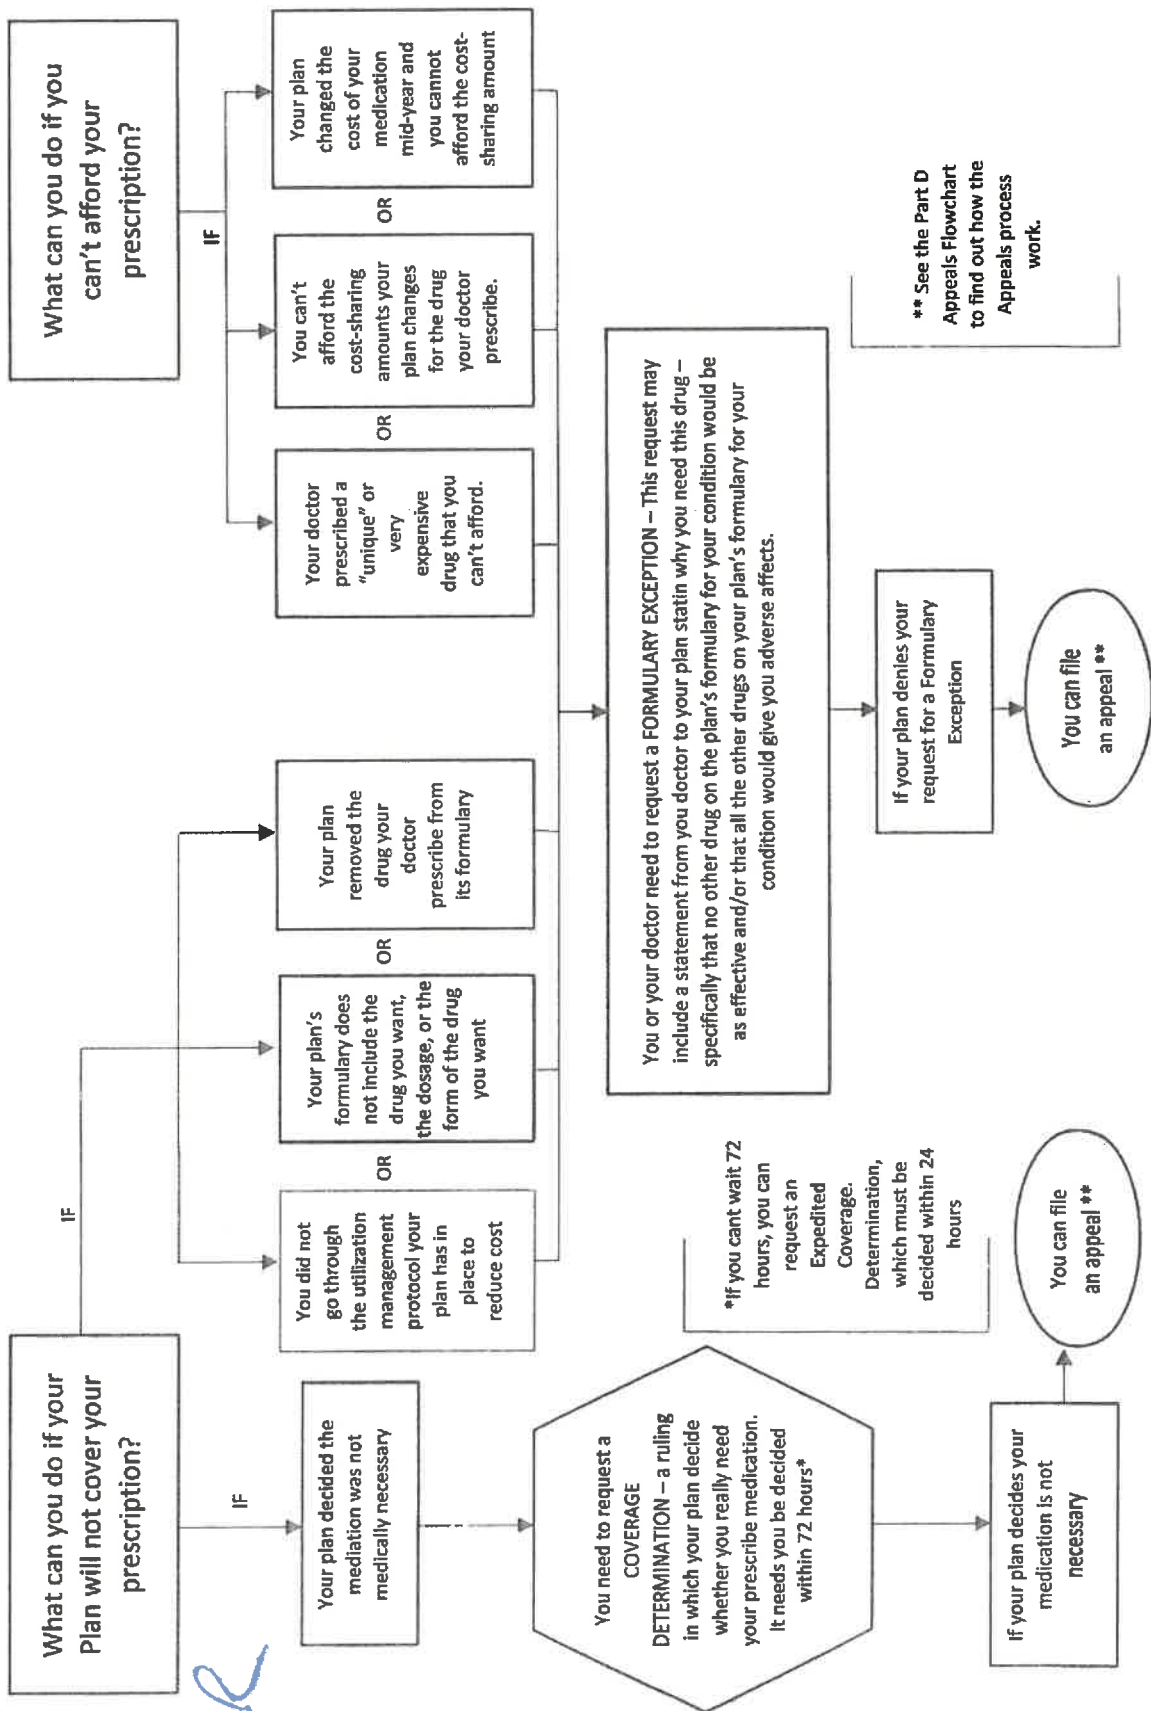 What can you do if your
Plan will not cover your
prescription?
IF
IF
Your plan decided the
mediation was not
medically necessary
You need to request a
COVERAGE
DETERMINATION – a ruling
in which your plan decide
whether you really need
your prescribe medication.
It needs you be decided
within 72 hours*
If your plan decides your
medication is not
necessary
You can file
an appeal **
*If you cant wait 72
hours, you can
request an
Expedited
Coverage.
Determination,
which must be
decided within 24
hours
You did not
go through
the utilization
management
protocol your
plan has in
place to
reduce cost
OR
Your plan's
formulary does
not include the
drug you want,
the dosage, or the
form of the drug
you want
OR
Your plan
removed the
drug your
doctor
prescribe from
its formulary
What can you do if you
can't afford your
prescription?
IF
Your doctor
prescribed a
"unique" or
very
expensive
drug that you
can't afford.
OR
You can't
afford the
cost-sharing
amounts your
plan changes
for the drug
your doctor
prescribe.
OR
Your plan
changed the
cost of your
medication
mid-year and
you cannot
afford the cost-
sharing amount
You or your doctor need to request a FORMULARY EXCEPTION – This request may
include a statement from you doctor to your plan statin why you need this drug –
specifically that no other drug on the plan's formulary for your condition would be
as effective and/or that all the other drugs on your plan's formulary for your
condition would give you adverse affects.
If your plan denies your
request for a Formulary
Exception
You can file
an appeal **
** See the Part D
Appeals Flowchart
to find out how the
Appeals process
work.